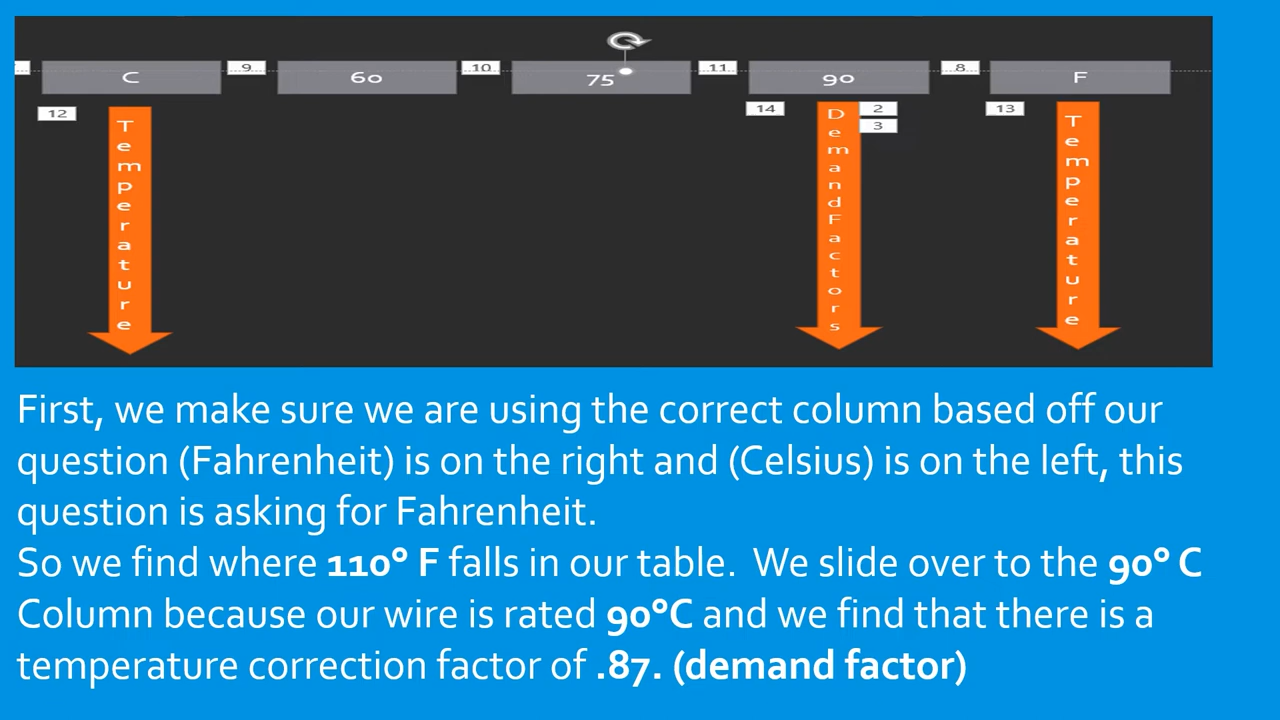 C 9 60 10 75 11 90 8 F
12 14 2 13
3
Temperature
DemandFactors
Temperature
First, we make sure we are using the correct column based off our
question (Fahrenheit) is on the right and (Celsius) is on the left, this
question is asking for Fahrenheit.
So we find where 110° F falls in our table. We slide over to the 90° C
Column because our wire is rated 90°C and we find that there is a
temperature correction factor of .87. (demand factor)